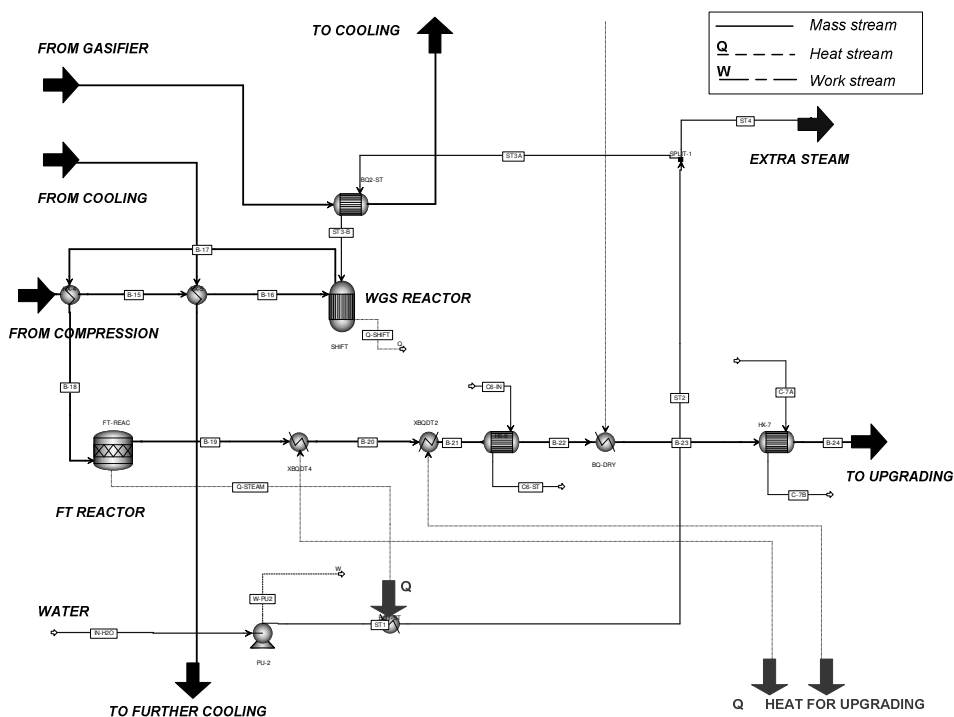 TO COOLING
Mass stream
FROM GASIFIER
Q
Heat stream
W
Work stream
ST4
EXTRA STEAM
ST3A
SPLIT-1
FROM COOLING
BQ2-ST
ST3-B
B-17
B-15
B-16
WGS REACTOR
FROM COMPRESSION
Q-SHIFT
Q
SHIFT
B-18
C6-IN
C-7A
ST2
FT-REAC
XBQDT2
HX-7
B-19
B-20
B-21
B-22
B-23
B-24
XBQDT4
BQ-DRY
TO UPGRADING
Q-STEAM
C6-ST
C-7B
FT REACTOR
W
Q
W-PU2
WATER
IN-H2O
ST1
PU-2
Q HEAT FOR UPGRADING
TO FURTHER COOLING